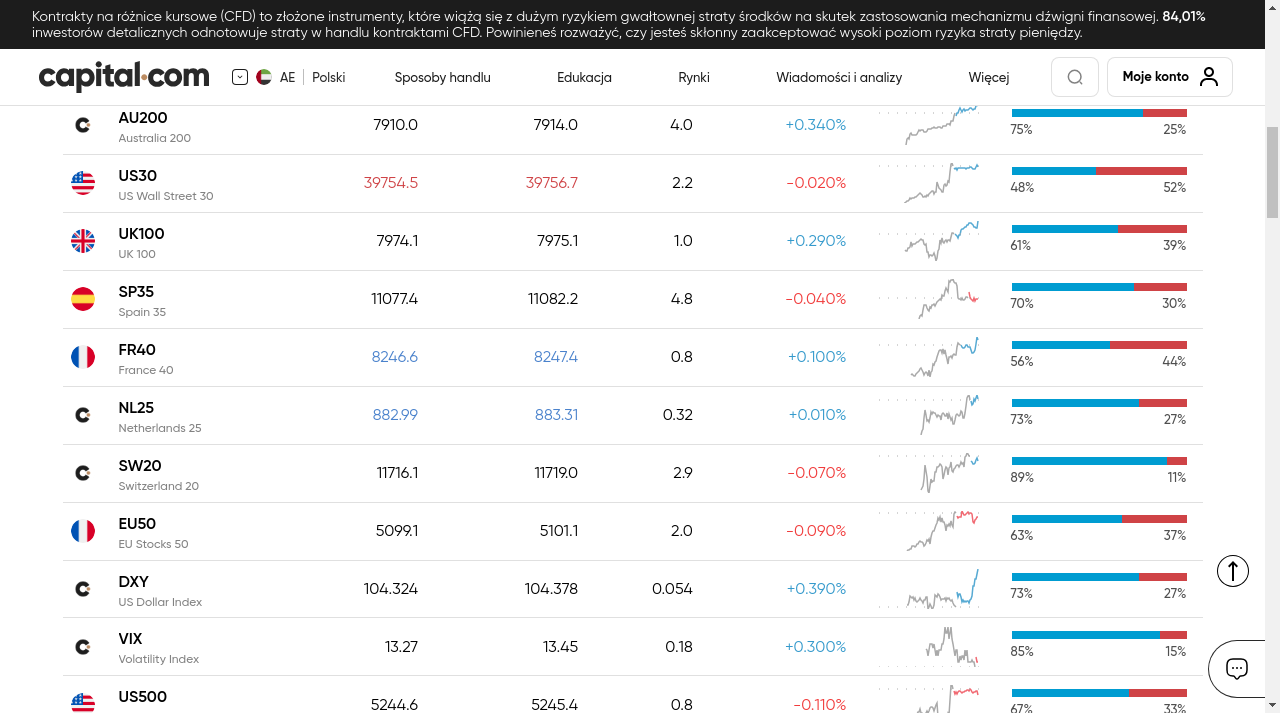 Kontrakty na różnice kursowe (CFD) to złożone instrumenty, które wiążą się z dużym ryzykiem gwałtownej straty środków na skutek zastosowania mechanizmu dźwigni finansowej. 84,01%
inwestorów detalicznych odnotowuje straty w handlu kontraktami CFD. Powinieneś rozważyć, czy jesteś skłonny zaakceptować wysoki poziom ryzyka straty pieniędzy.
capital.com AE Polski Sposoby handlu Edukacja Rynki Wiadomości i analizy Więcej Moje konto
AU200 7910.0 7914.0 4.0 +0.340%
Australia 200 75% 25%
US30 39754.5 39756.7 2.2 -0.020%
US Wall Street 30 48% 52%
UK100 7974.1 7975.1 1.0 +0.290%
UK 100 61% 39%
SP35 11077.4 11082.2 4.8 -0.040%
Spain 35 70% 30%
FR40 8246.6 8247.4 0.8 +0.100%
France 40 56% 44%
NL25 882.99 883.31 0.32 +0.010%
Netherlands 25 73% 27%
SW20 11716.1 11719.0 2.9 -0.070%
Switzerland 20 89% 11%
EU50 5099.1 5101.1 2.0 -0.090%
EU Stocks 50 63% 37%
DXY 104.324 104.378 0.054 +0.390%
US Dollar Index 73% 27%
VIX 13.27 13.45 0.18 +0.300%
Volatility Index 85% 15%
US500 5244.6 5245.4 0.8 -0.110%
67% 33%